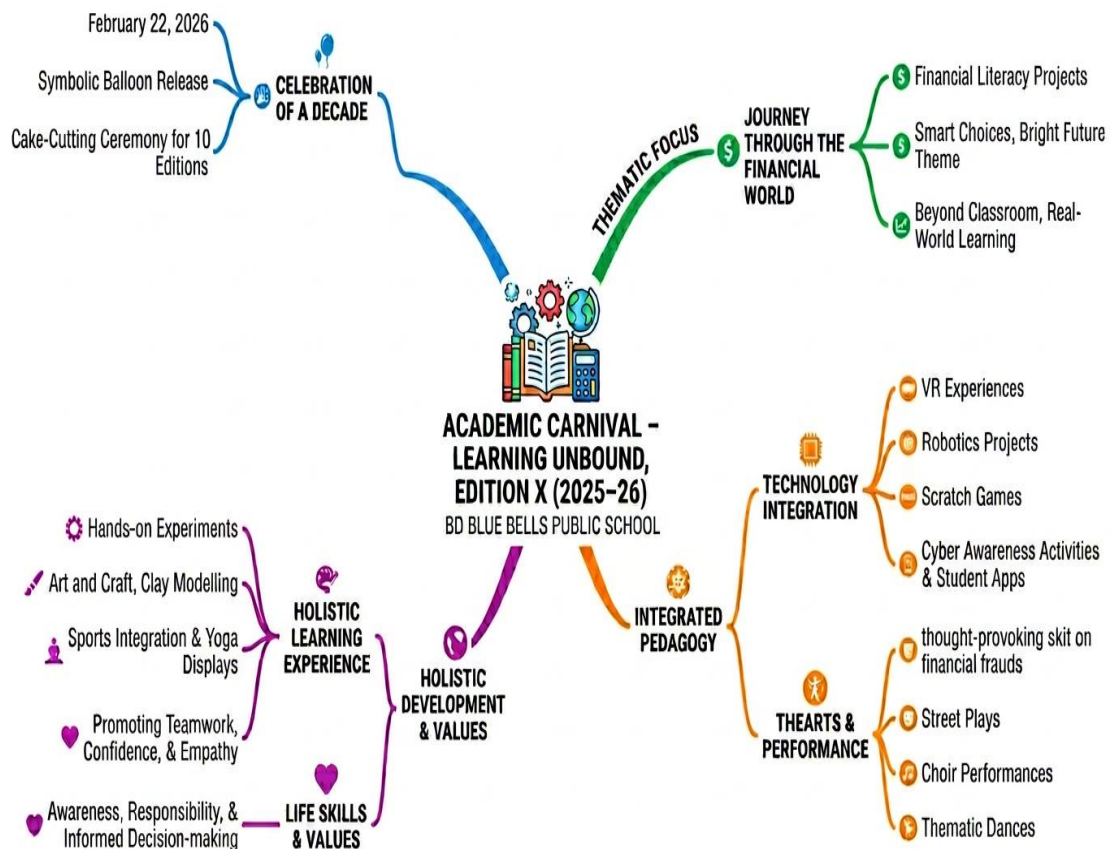 February 22, 2026
Symbolic Balloon Release
Cake-Cutting Ceremony for 10
Editions
CELEBRATION
OF A DECADE
THEMATIC FOCUS
JOURNEY
THROUGH THE
FINANCIAL
WORLD
Financial Literacy Projects
Smart Choices, Bright Future
Theme
Beyond Classroom, Real-
World Learning
ACADEMIC CARNIVAL –
LEARNING UNBOUND,
EDITION X (2025–26)
BD BLUE BELLS PUBLIC SCHOOL
Hands-on Experiments
Art and Craft, Clay Modelling
Sports Integration & Yoga
Displays
Promoting Teamwork,
Confidence, & Empathy
HOLISTIC
LEARNING
EXPERIENCE
Awareness, Responsibility, &
Informed Decision-making
LIFE SKILLS
& VALUES
HOLISTIC
DEVELOPMENT
& VALUES
INTEGRATED
PEDAGOGY
TECHNOLOGY
INTEGRATION
VR Experiences
Robotics Projects
Scratch Games
Cyber Awareness Activities
& Student Apps
THEARTS &
PERFORMANCE
thought-provoking skit on
financial frauds
Street Plays
Choir Performances
Thematic Dances